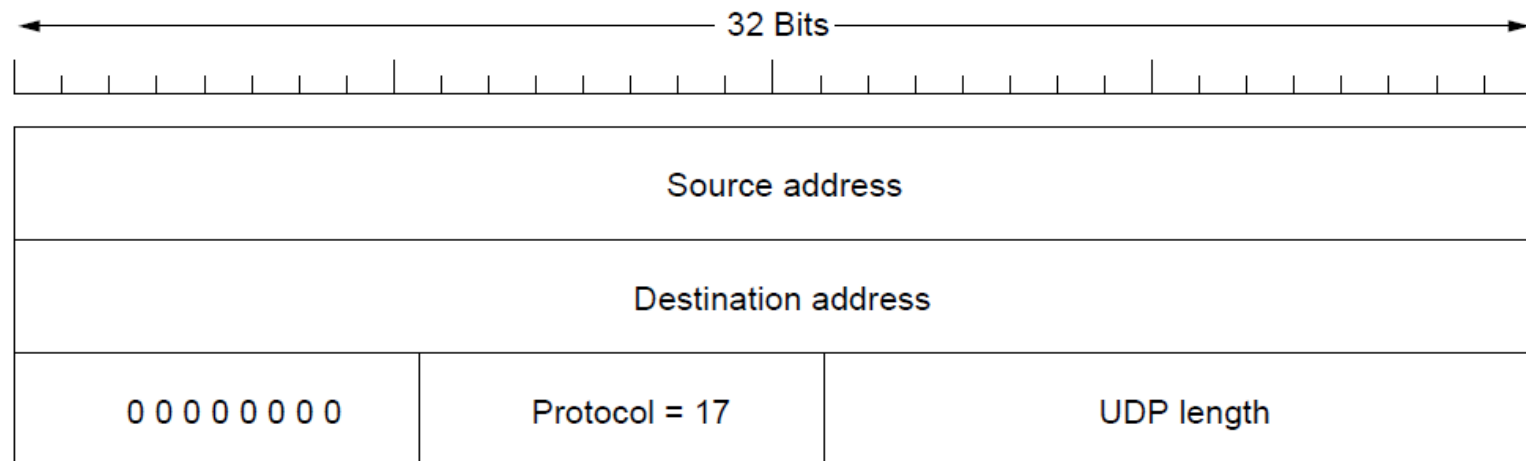 32 Bits
Source address
Destination address
0 0 0 0 0 0 0 0 Protocol = 17 UDP length